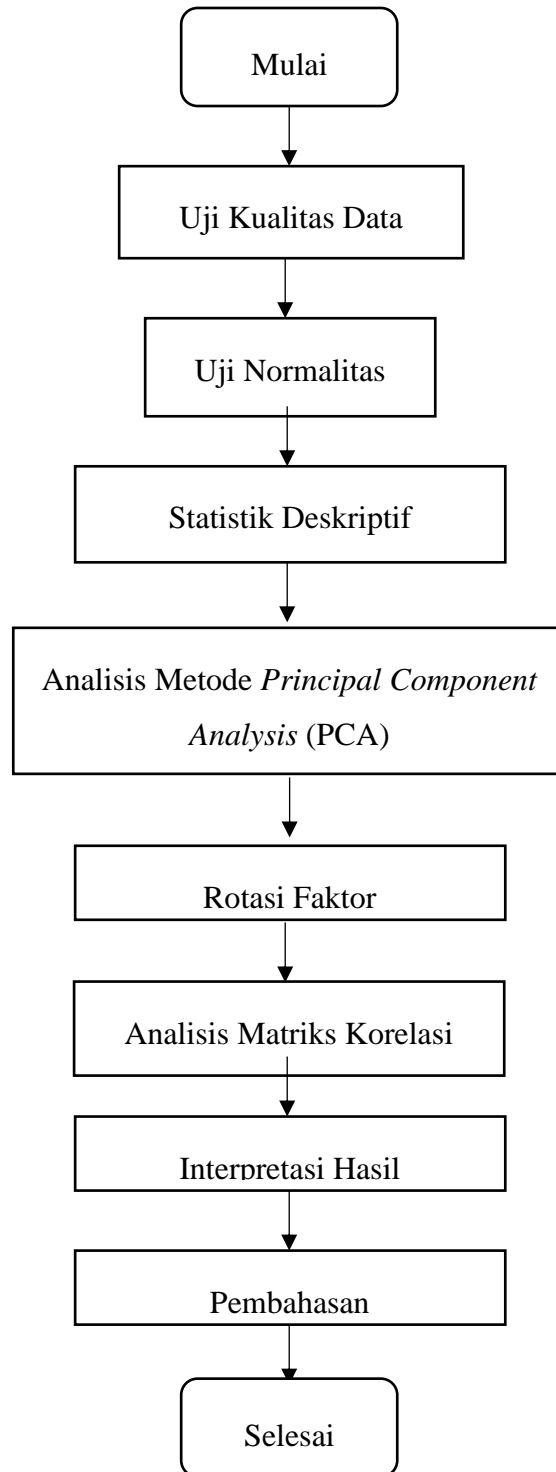 Mulai
Uji Kualitas Data
Uji Normalitas
Statistik Deskriptif
Analisis Metode Principal Component
Analysis (PCA)
Rotasi Faktor
Analisis Matriks Korelasi
Interpretasi Hasil
Pembahasan
Selesai